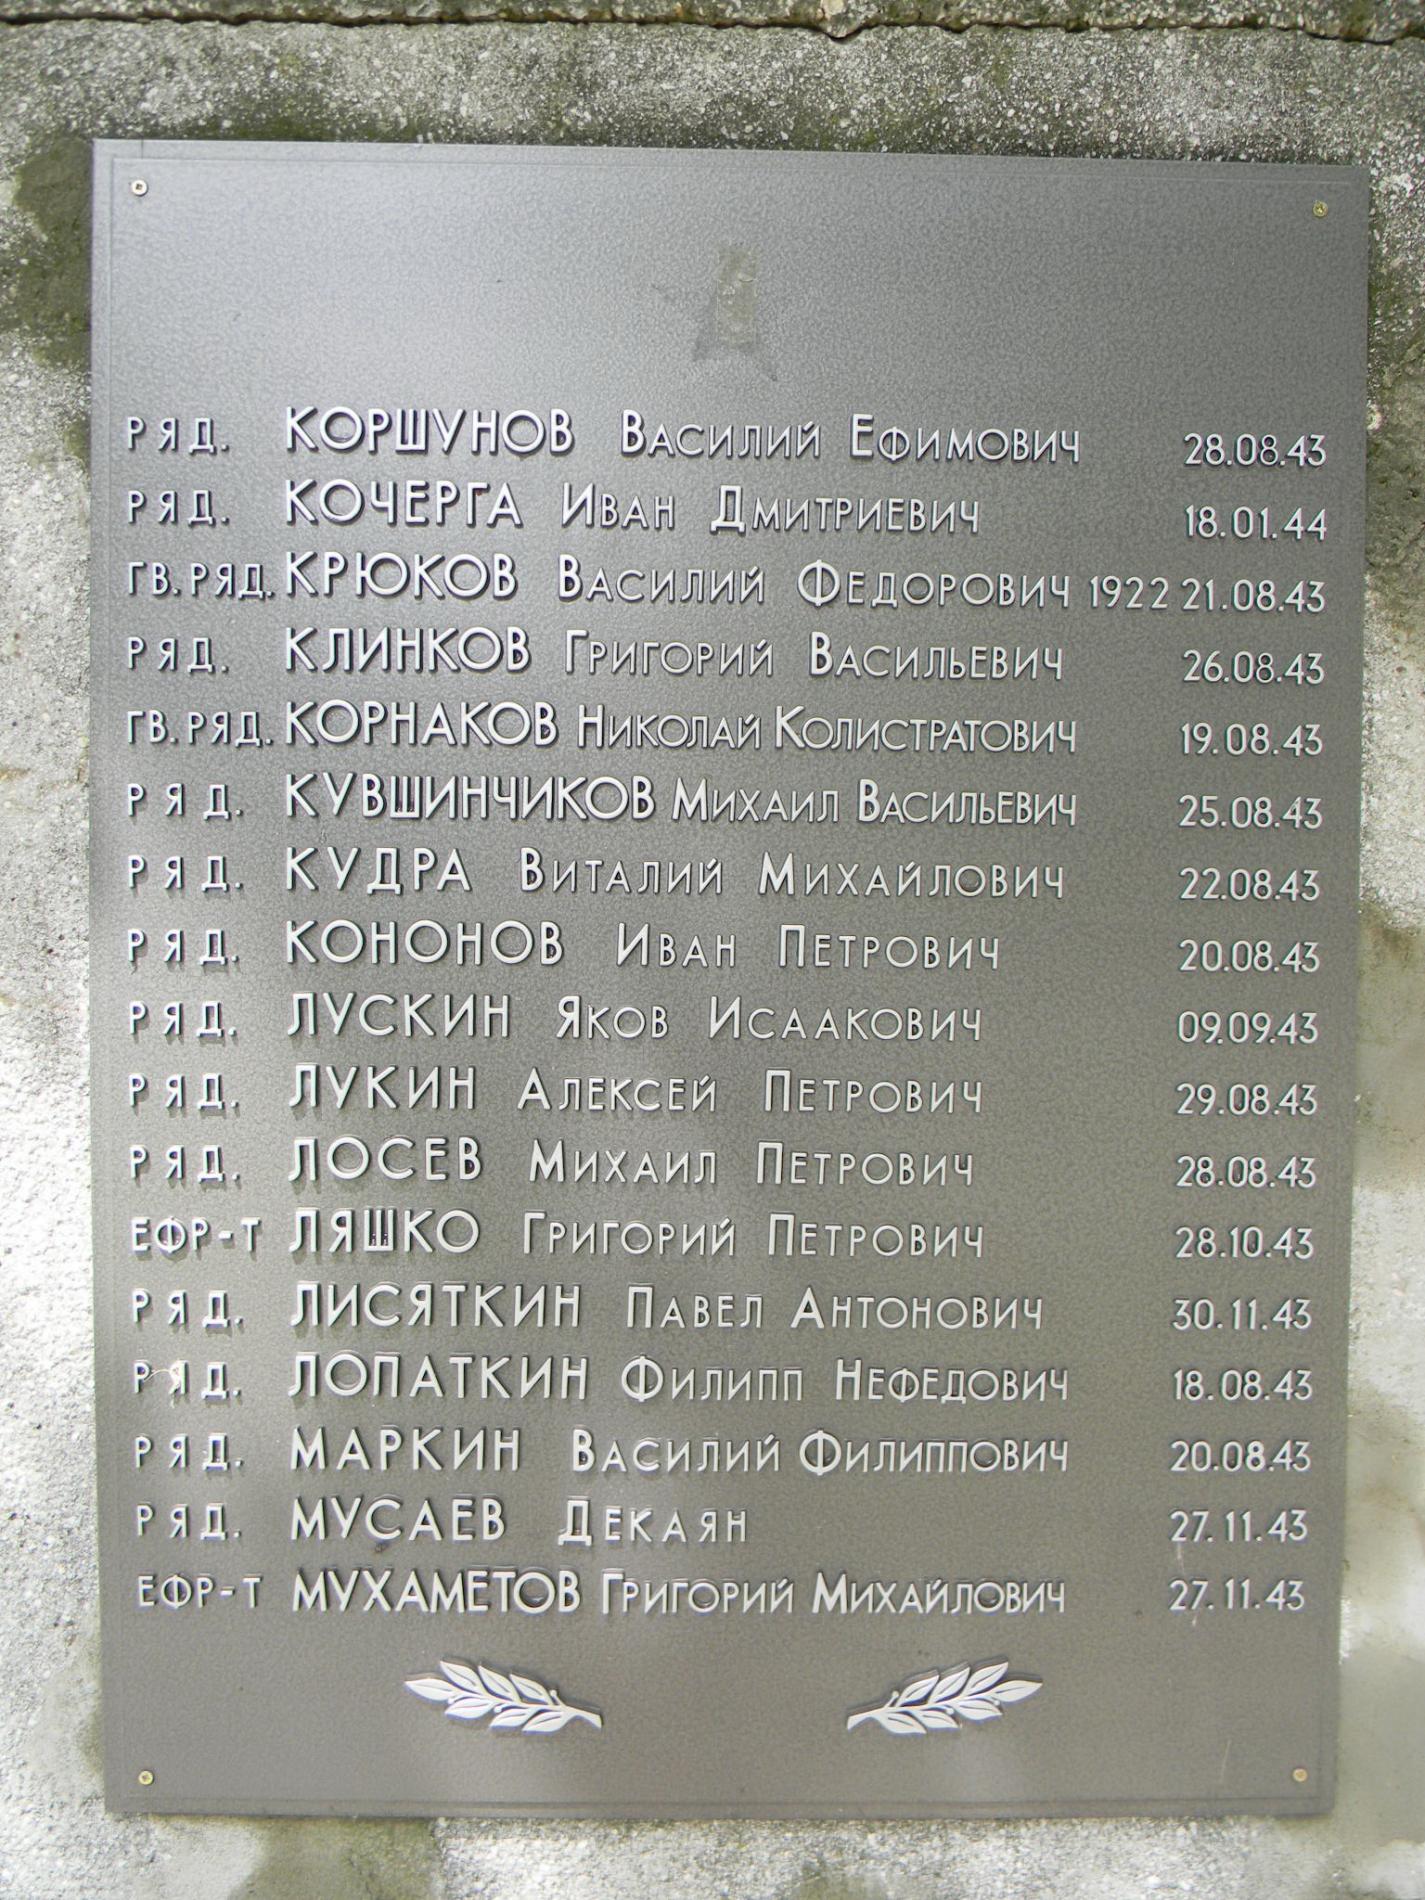 РЯД. КОРШУНОВ ВАСИЛИЙ ЕФИМОВИЧ 28.08.43
РЯД. КОЧЕРГА ИВАН ДМИТРИЕВИЧ 18.01.44
ГВ. РЯД. КРЮКОВ ВАСИЛИЙ ФЕДОРОВИЧ 1922 21.08.43
РЯД. КЛИНКОВ ГРИГОРИЙ ВАСИЛЬЕВИЧ 26.08.43
ГВ. РЯД. КОРНАКОВ НИКОЛАЙ КОЛИСТРАТОВИЧ 19.08.43
РЯД. КУВШИНЧИКОВ МИХАИЛ ВАСИЛЬЕВИЧ 25.08.43
РЯД. КУДРА ВИТАЛИЙ МИХАЙЛОВИЧ 22.08.43
РЯД. КОНОНОВ ИВАН ПЕТРОВИЧ 20.08.43
РЯД. ЛУСКИН ЯКОВ ИСААКОВИЧ 09.09.43
РЯД. ЛУКИН АЛЕКСЕЙ ПЕТРОВИЧ 29.08.43
РЯД. ЛОСЕВ МИХАИЛ ПЕТРОВИЧ 28.08.43
ЕФР-Т ЛЯШКО ГРИГОРИЙ ПЕТРОВИЧ 28.10.43
РЯД. ЛИСЯТКИН ПАВЕЛ АНТОНОВИЧ 30.11.43
РЯД. ЛОПАТКИН ФИЛИПП НЕФЕДОВИЧ 18.08.43
РЯД. МАРКИН ВАСИЛИЙ ФИЛИППОВИЧ 20.08.43
РЯД. МУСАЕВ ДЕКАЯН 27.11.43
ЕФР-Т МУХАМЕТОВ ГРИГОРИЙ МИХАЙЛОВИЧ 27.11.43